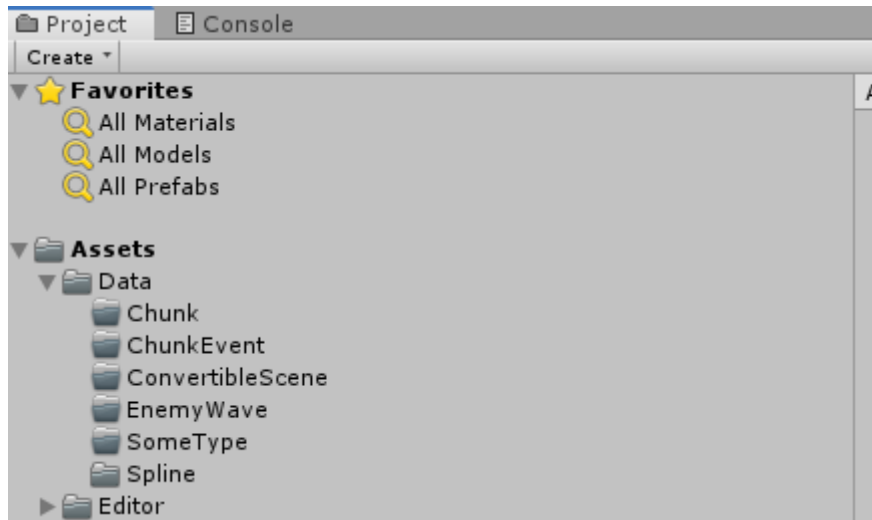 Project Console
Create
Favorites
All Materials
All Models
All Prefabs
Assets
Data
Chunk
ChunkEvent
ConvertibleScene
EnemyWave
SomeType
Spline
Editor